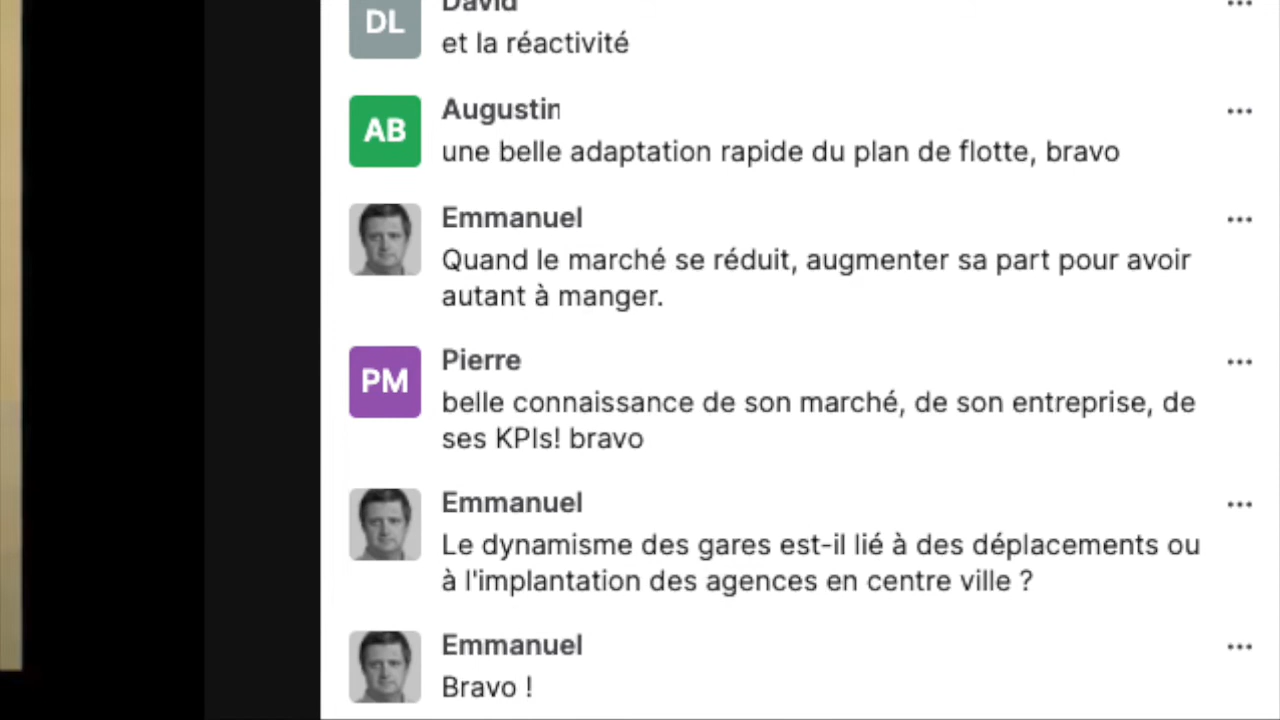 David
DL
et la réactivité
Augustin
AB
une belle adaptation rapide du plan de flotte, bravo
Emmanuel
Quand le marché se réduit, augmenter sa part pour avoir
autant à manger.
Pierre
PM
belle connaissance de son marché, de son entreprise, de
ses KPIs! bravo
Emmanuel
Le dynamisme des gares est-il lié à des déplacements ou
à l'implantation des agences en centre ville ?
Emmanuel
Bravo !